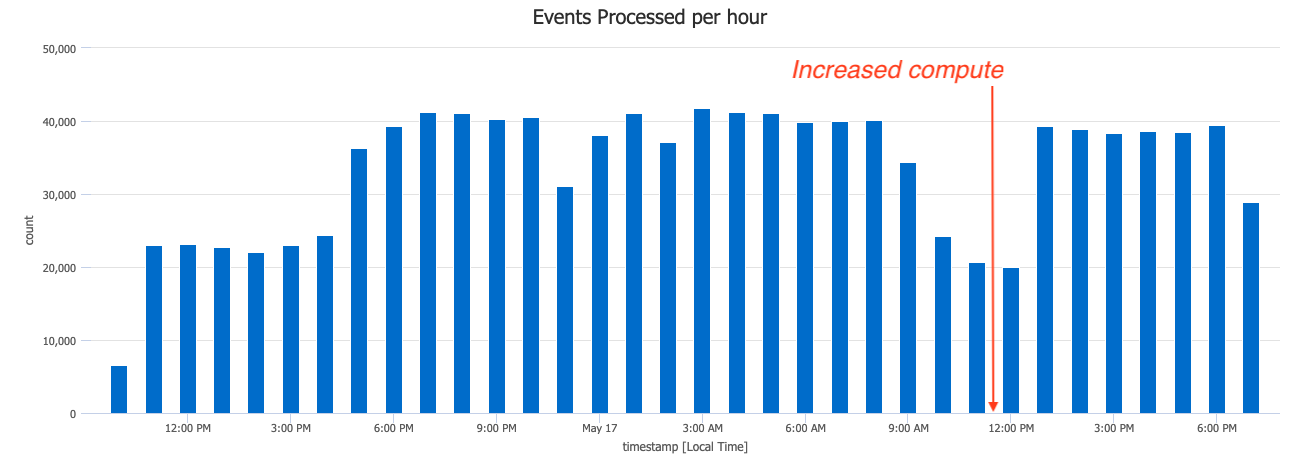 Events Processed per hour
50,000
Increased compute
40,000
30,000
count
20,000
10,000
0
12:00 PM 3:00 PM 6:00 PM 9:00 PM May 17 3:00 AM 6:00 AM 9:00 AM 12:00 PM 3:00 PM 6:00 PM
timestamp [Local Time]